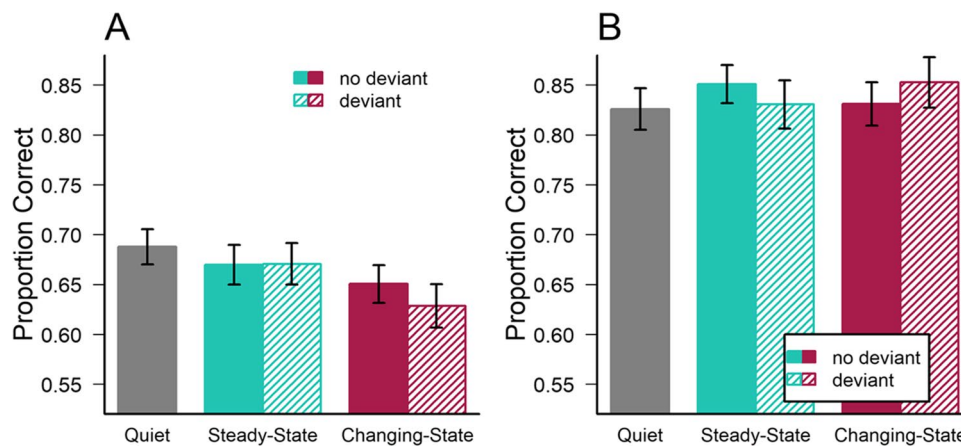 A
no deviant
deviant
Proportion Correct
0.85
0.80
0.75
0.70
0.65
0.60
0.55
Quiet Steady-State Changing-State
B
Proportion Correct
0.85
0.80
0.75
0.70
0.65
0.60
0.55
no deviant
deviant
Quiet Steady-State Changing-State